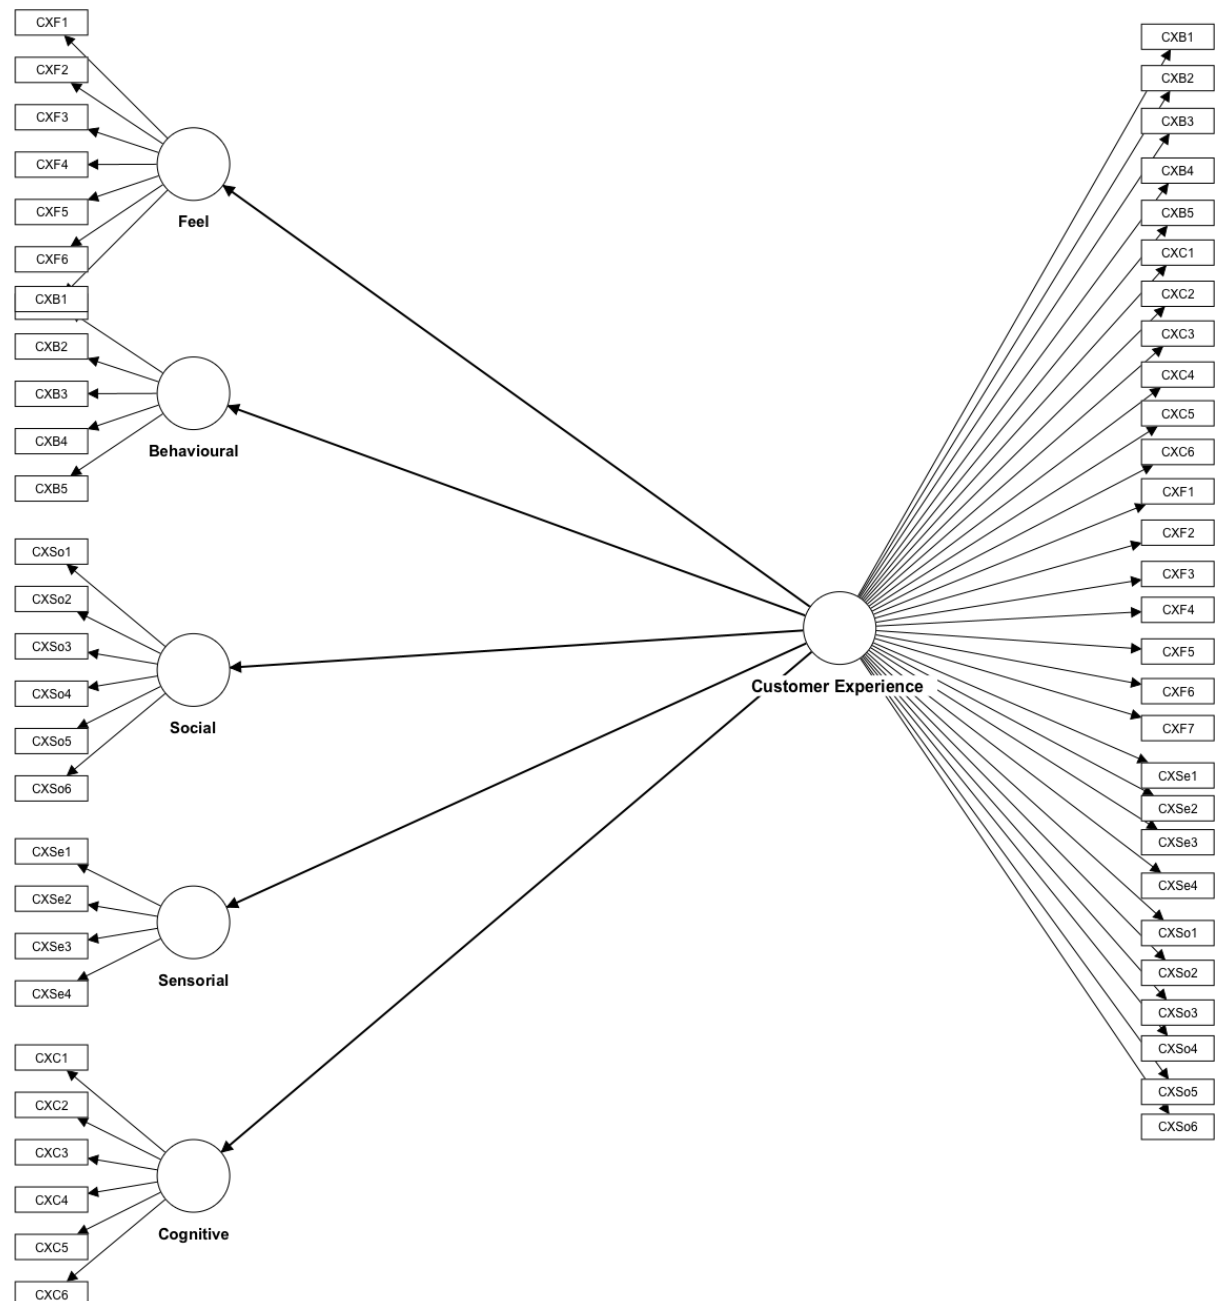 CXF1
CXF2
CXF3
CXF4
CXF5
CXF6
CXB1
CXB2
CXB3
CXB4
CXB5
CXSo1
CXSo2
CXSo3
CXSo4
CXSo5
CXSo6
CXSe1
CXSe2
CXSe3
CXSe4
CXC1
CXC2
CXC3
CXC4
CXC5
CXC6
Feel
Behavioural
Social
Sensorial
Cognitive
Customer Experience
CXB1
CXB2
CXB3
CXB4
CXB5
CXC1
CXC2
CXC3
CXC4
CXC5
CXC6
CXF1
CXF2
CXF3
CXF4
CXF5
CXF6
CXF7
CXSe1
CXSe2
CXSe3
CXSe4
CXSo1
CXSo2
CXSo3
CXSo4
CXSo5
CXSo6